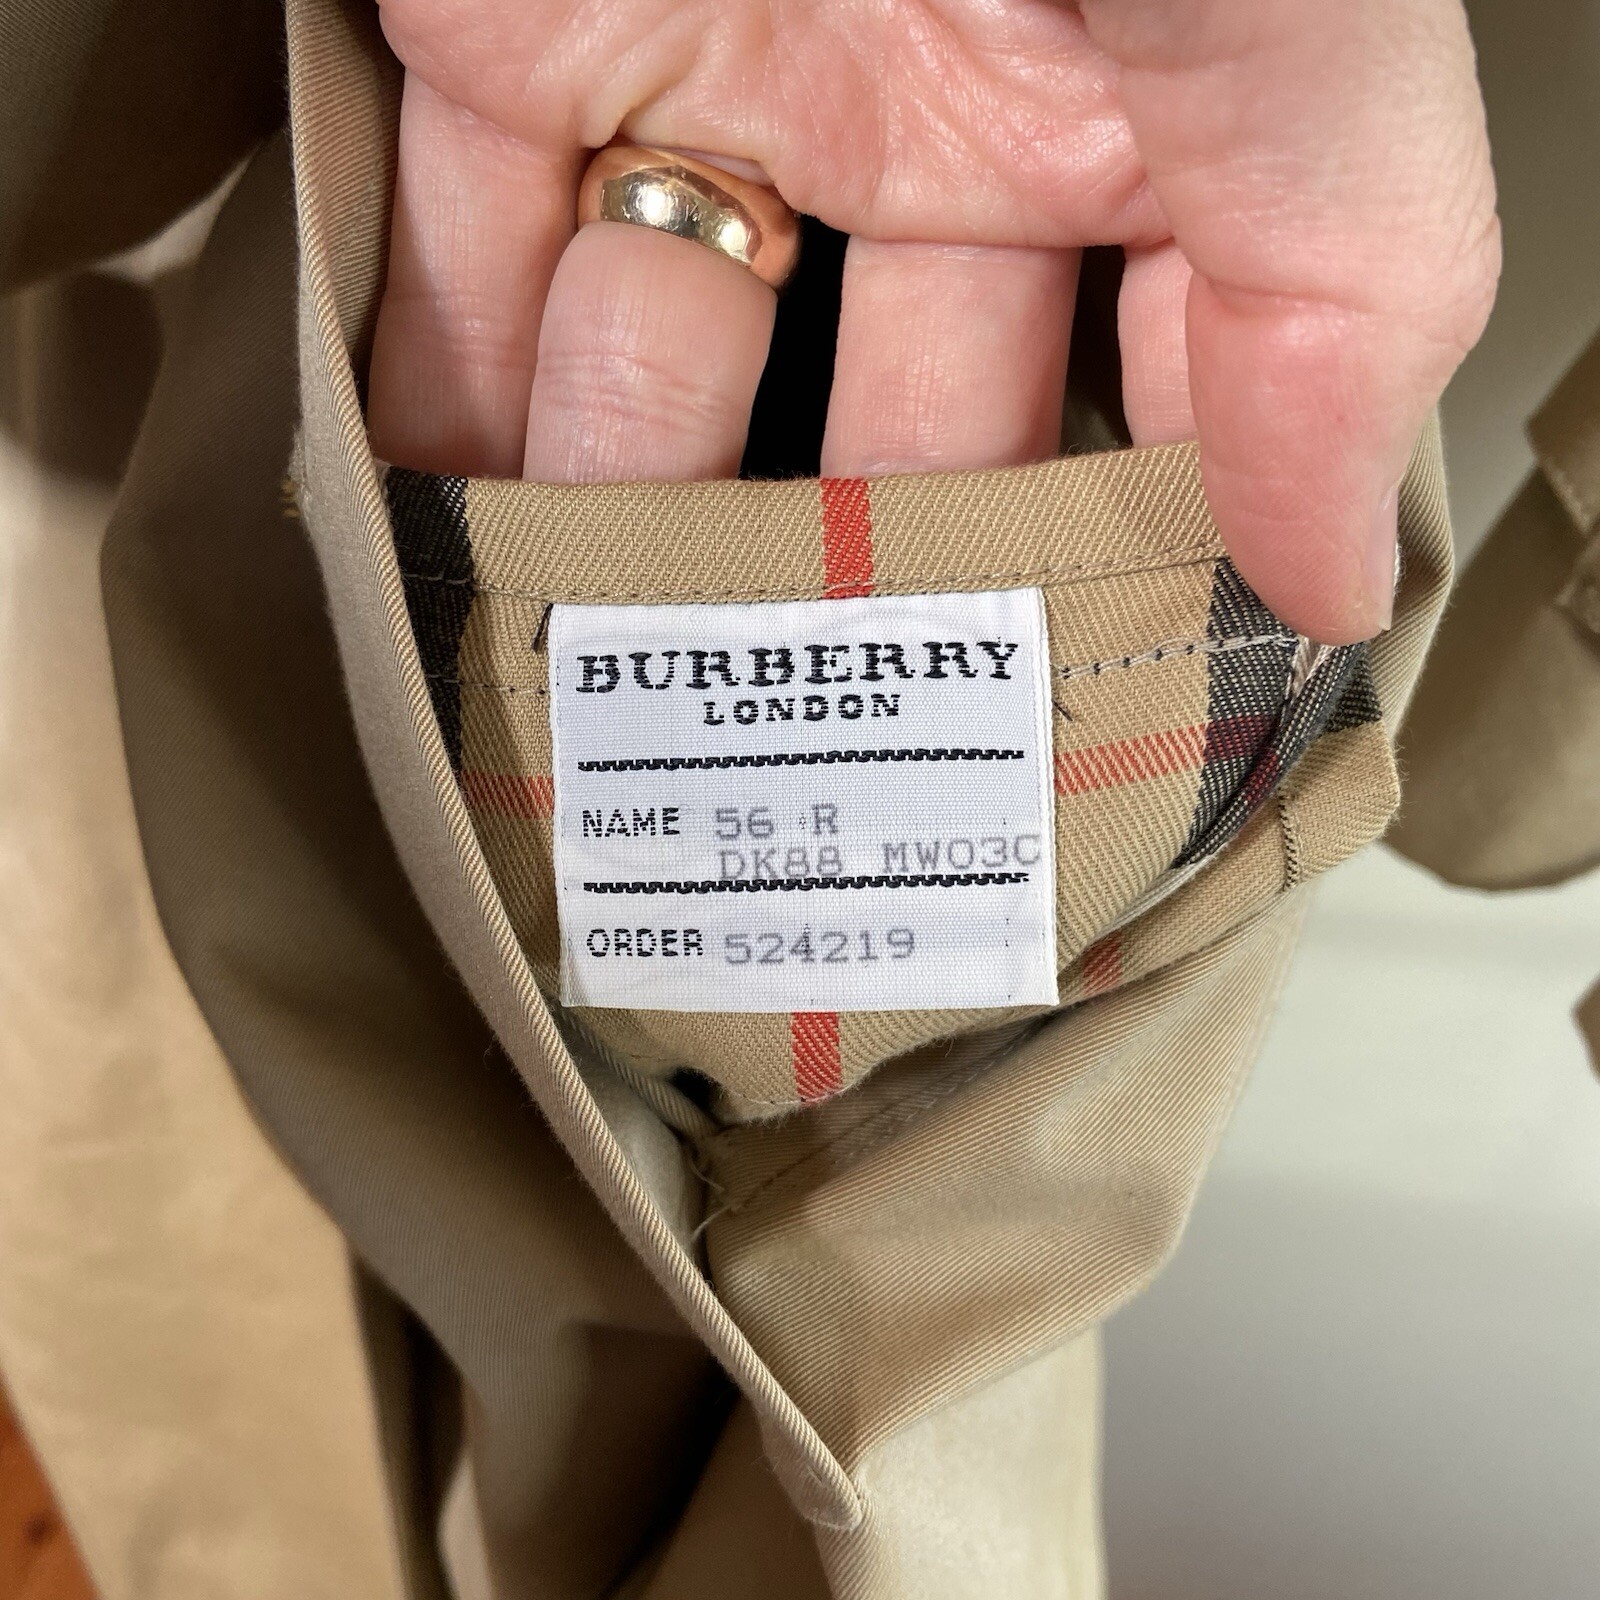 BURBERRY
LONDON
NAME 56 R
DK88 MW03C
ORDER 524219